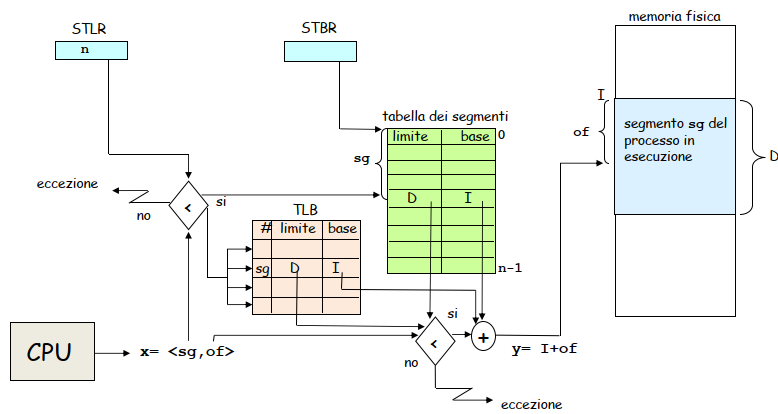 STLR
n
STBR
memoria fisica
tabella dei segmenti
limite base 0
sg
D I
n-1
I
of
segmento sg del
processo in
esecuzione
D
eccezione
no
<
si
TLB
# limite base
sg D I
CPU
x= <sg,of>
<
si
no
+
y= I+of
eccezione